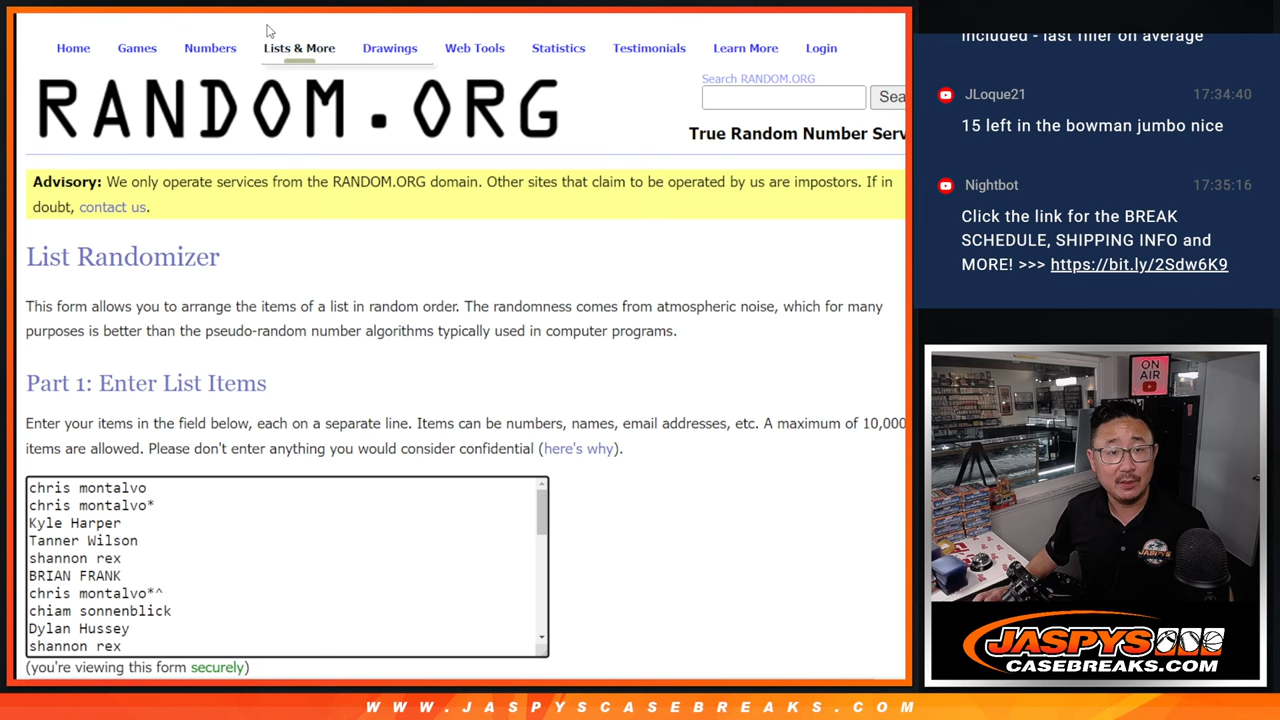 Home Games Numbers Lists & More Drawings Web Tools Statistics Testimonials Learn More Login
RANDOM.ORG
Search RANDOM.ORG
Sea
True Random Number Serv
Advisory: We only operate services from the RANDOM.ORG domain. Other sites that claim to be operated by us are impostors. If in
doubt, contact us.
List Randomizer
This form allows you to arrange the items of a list in random order. The randomness comes from atmospheric noise, which for many
purposes is better than the pseudo-random number algorithms typically used in computer programs.
Part 1: Enter List Items
Enter your items in the field below, each on a separate line. Items can be numbers, names, email addresses, etc. A maximum of 10,000
items are allowed. Please don't enter anything you would consider confidential (here's why).
chris montalvo
chris montalvo*
Kyle Harper
Tanner Wilson
shannon rex
BRIAN FRANK
chris montalvo*^
chiam sonnenblick
Dylan Hussey
shannon rex
(you're viewing this form securely)
included - last filler on average
JLoque21 17:34:40
15 left in the bowman jumbo nice
Nightbot 17:35:16
Click the link for the BREAK
SCHEDULE, SHIPPING INFO and
MORE! >>> https://bit.ly/2Sdw6K9
ON
AIR
JASPYS
CASEBREAKS.COM
WWW.JASPYSCASEBREAKS.COM